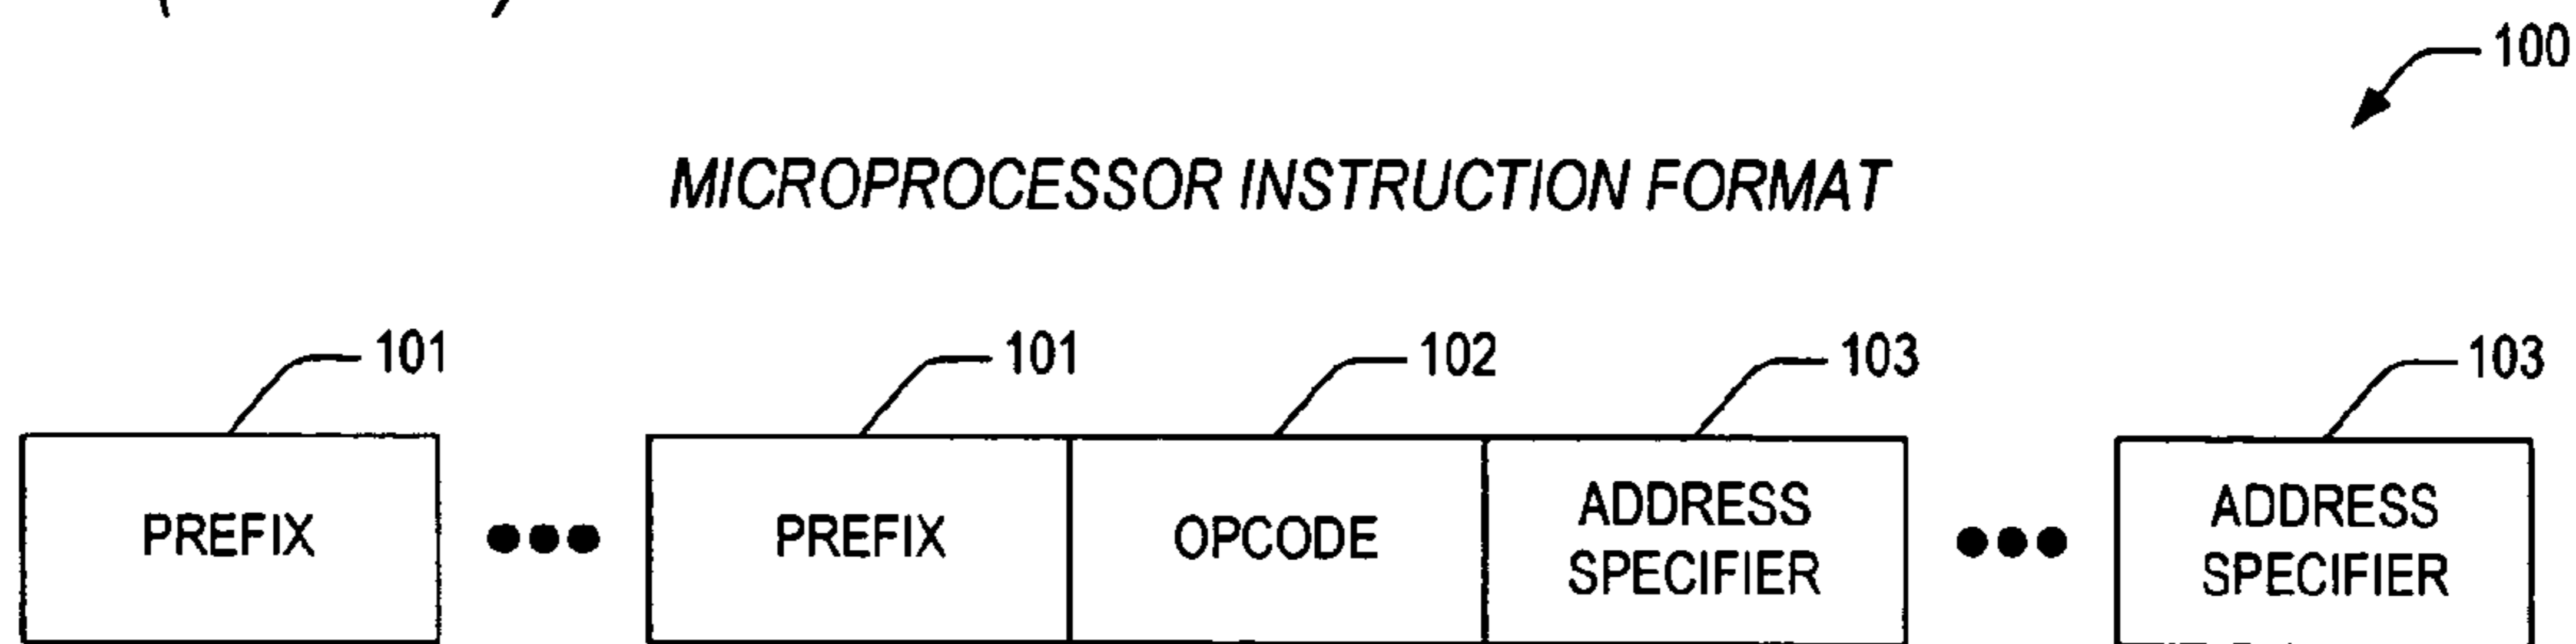 100
MICROPROCESSOR INSTRUCTION FORMAT
101
101
102
103
103
PREFIX
PREFIX
OPCODE
ADDRESS
SPECIFIER
ADDRESS
SPECIFIER